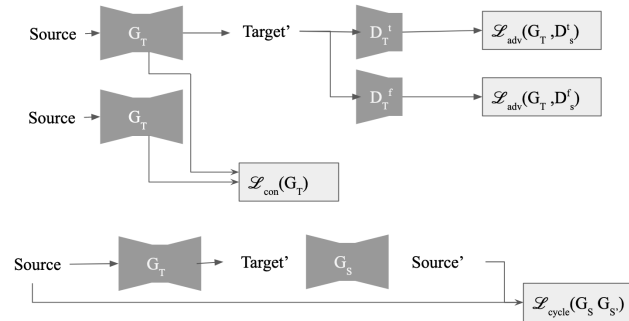 Source G_T Target' D_T^t ℒ_adv(G_T ,D_s^t)
D_T^f ℒ_adv(G_T ,D_s^f)
Source G_T
ℒ_con(G_T)
Source G_T Target' G_S Source'
ℒ_cycle(G_S G_S')